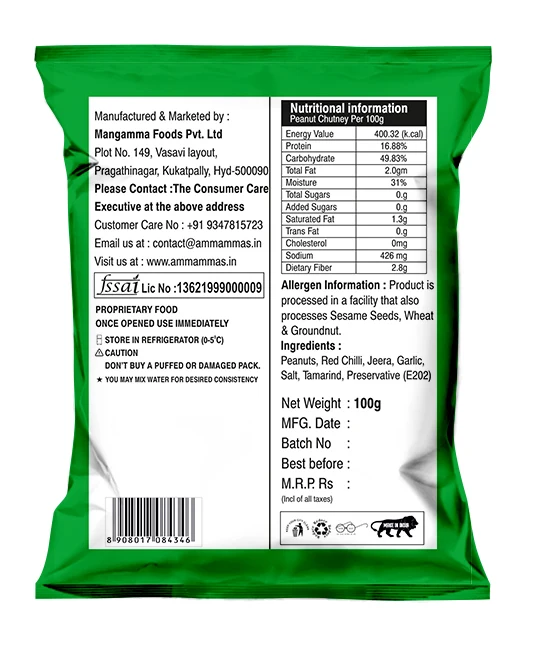 Manufactured & Marketed by :
Mangamma Foods Pvt. Ltd
Plot No. 149, Vasavi layout,
Pragathinagar, Kukatpally, Hyd-500090
Please Contact :The Consumer Care
Executive at the above address
Customer Care No : +91 9347815723
Email us at : contact@ammammas.in
Visit us at : www.ammammas.in
fssai Lic No :13621999000009
PROPRIETARY FOOD
ONCE OPENED USE IMMEDIATELY
STORE IN REFRIGERATOR (0-5°C)
CAUTION
DON'T BUY A PUFFED OR DAMAGED PACK.
★ YOU MAY MIX WATER FOR DESIRED CONSISTENCY
8 908017 084346
Nutritional information
Peanut Chutney Per 100g
Energy Value 400.32 (k.cal)
Protein 16.88%
Carbohydrate 49.83%
Total Fat 2.0gm
Moisture 31%
Total Sugars 0.g
Added Sugars 0.g
Saturated Fat 1.3g
Trans Fat 0.g
Cholesterol 0mg
Sodium 426 mg
Dietary Fiber 2.8g
Allergen Information : Product is
processed in a facility that also
processes Sesame Seeds, Wheat
& Groundnut.
Ingredients :
Peanuts, Red Chilli, Jeera, Garlic,
Salt, Tamarind, Preservative (E202)
Net Weight : 100g
MFG. Date :
Batch No :
Best before :
M.R.P. Rs :
(Incl of all taxes)
MAKE IN INDIA